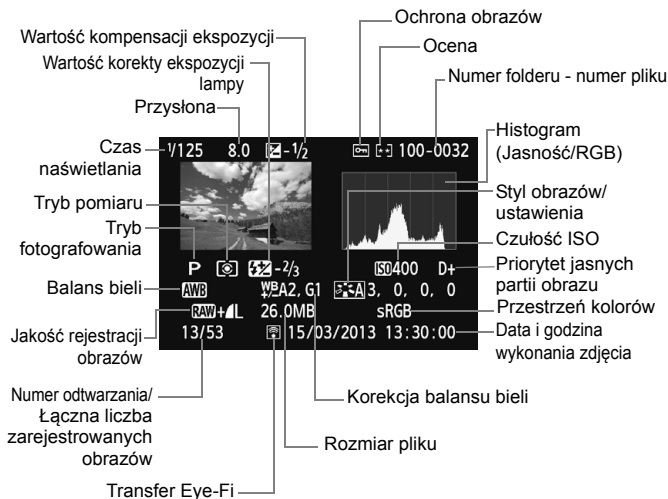 Ochrona obrazów
Wartość kompensacji ekspozycji
Ocena
Wartość korekty ekspozycji
lampy
Numer folderu - numer pliku
Przysłona
Czas
naświetlania
1/125 8.0 -1/2 100-0032
Histogram
(Jasność/RGB)
Tryb pomiaru
Styl obrazów/
ustawienia
Tryb
fotografowania
Czułość ISO
P -2/3 ISO400 D+
Priorytet jasnych
partii obrazu
Balans bieli
AWB WB A2, G1 A3, 0, 0, 0
RAW+L 26.0MB sRGB
Przestrzeń kolorów
Jakość rejestracji
obrazów
13/53 15/03/2013 13:30:00
Data i godzina
wykonania zdjęcia
Numer odtwarzania/
Łączna liczba
zarejestrowanych
obrazów
Korekcja balansu bieli
Rozmiar pliku
Transfer Eye-Fi